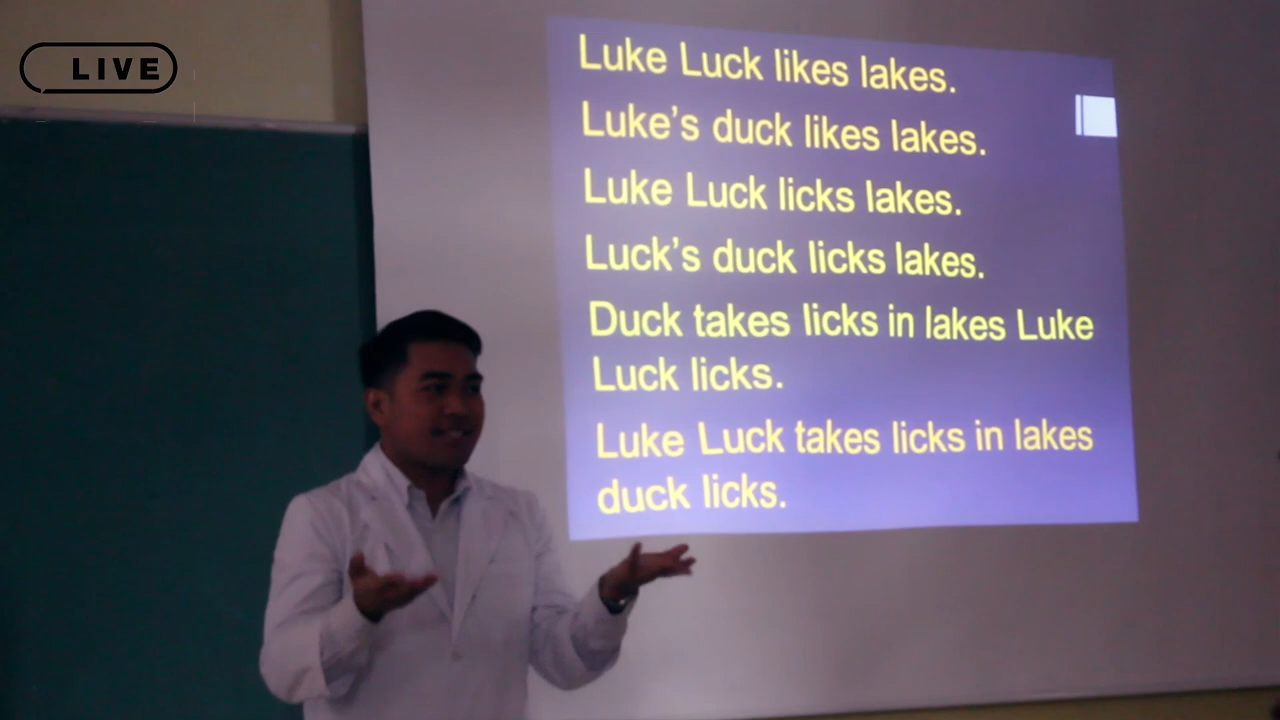 LIVE
Luke Luck likes lakes.
Luke’s duck likes lakes.
Luke Luck licks lakes.
Luck’s duck licks lakes.
Duck takes licks in lakes Luke
Luck licks.
Luke Luck takes licks in lakes
duck licks.